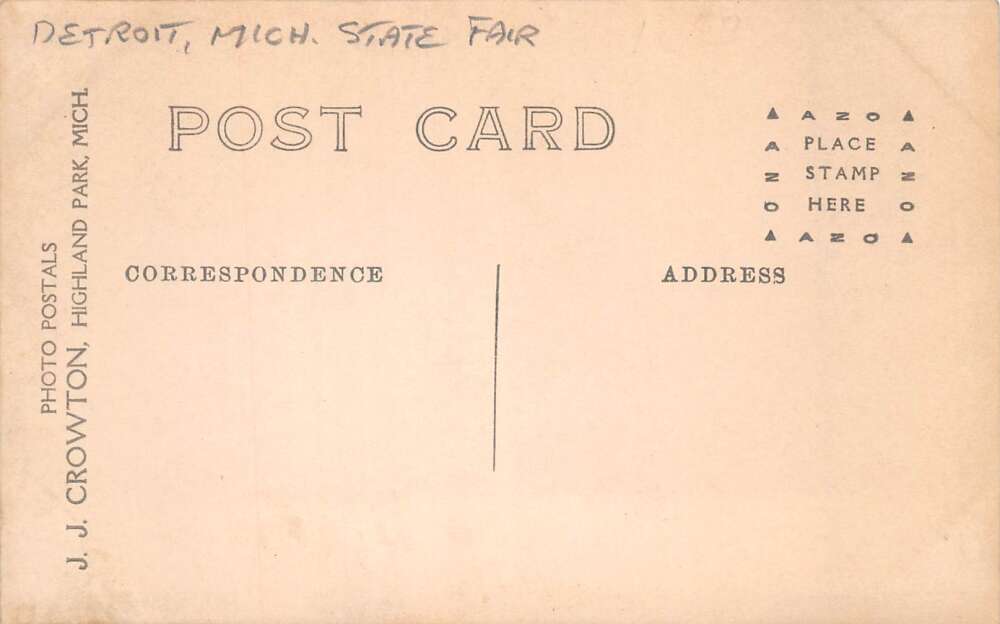 DETROIT, MICH. STATE FAIR
PHOTO POSTALS
J. J. CROWTON, HIGHLAND PARK, MICH.
POST CARD
▲ AZO ▲
A PLACE A
N STAMP Z
O HERE O
▲ AZO ▲
CORRESPONDENCE
ADDRESS